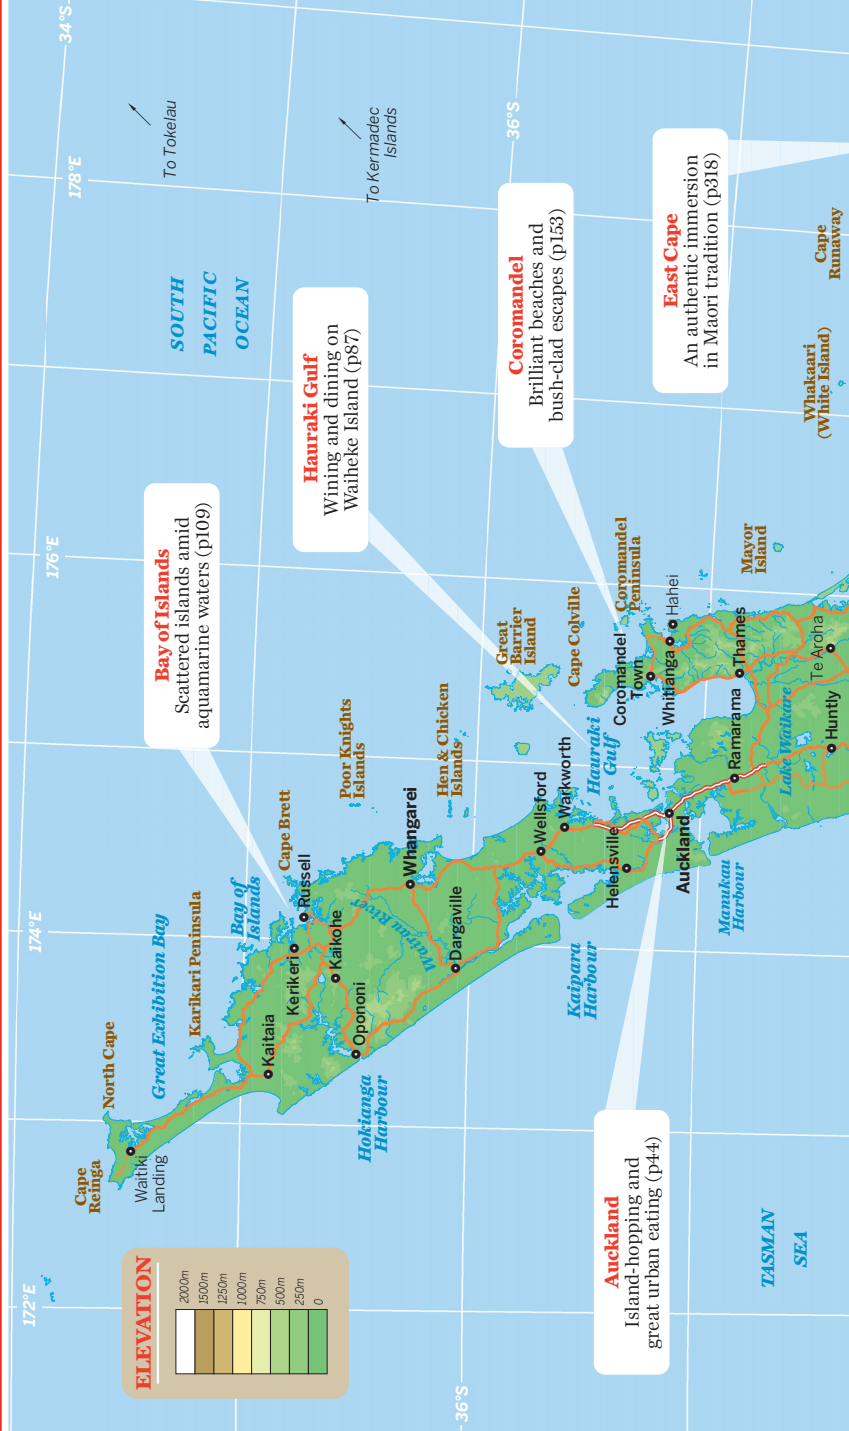 34°S
178°E
176°E
174°E
172°E
36°S
36°S
To Tokelau
To Kermadec
Islands
SOUTH
PACIFIC
OCEAN
Bay of Islands
Scattered islands amid
aquamarine waters (p109)
Hauraki Gulf
Wining and dining on
Waiheke Island (p87)
Coromandel
Brilliant beaches and
bush-clad escapes (p153)
East Cape
An authentic immersion
in Maori tradition (p318)
Auckland
Island-hopping and
great urban eating (p44)
ELEVATION
2000m
1500m
1250m
1000m
750m
500m
250m
0
Cape
Reinga
North Cape
Waitiki
Landing
Great Exhibition Bay
Karikari Peninsula
Kaitaia
Bay of
Islands
Cape Brett
Russell
Kerikeri
Kaikohe
Opononi
Hokianga
Harbour
Poor Knights
Islands
Whangarei
Wairau River
Dargaville
Hen & Chicken
Islands
Great
Barrier
Island
Wellsford
Warkworth
Cape Colville
Kaipara
Harbour
Hauraki
Gulf
Helensville
Coromandel
Peninsula
Coromandel
Town
Whitianga
Hahei
Auckland
Manukau
Harbour
Ramarama
Thames
Mayor
Island
Lake Waikare
Te Aroha
Huntly
Whakaari
(White Island)
Cape
Runaway
TASMAN
SEA